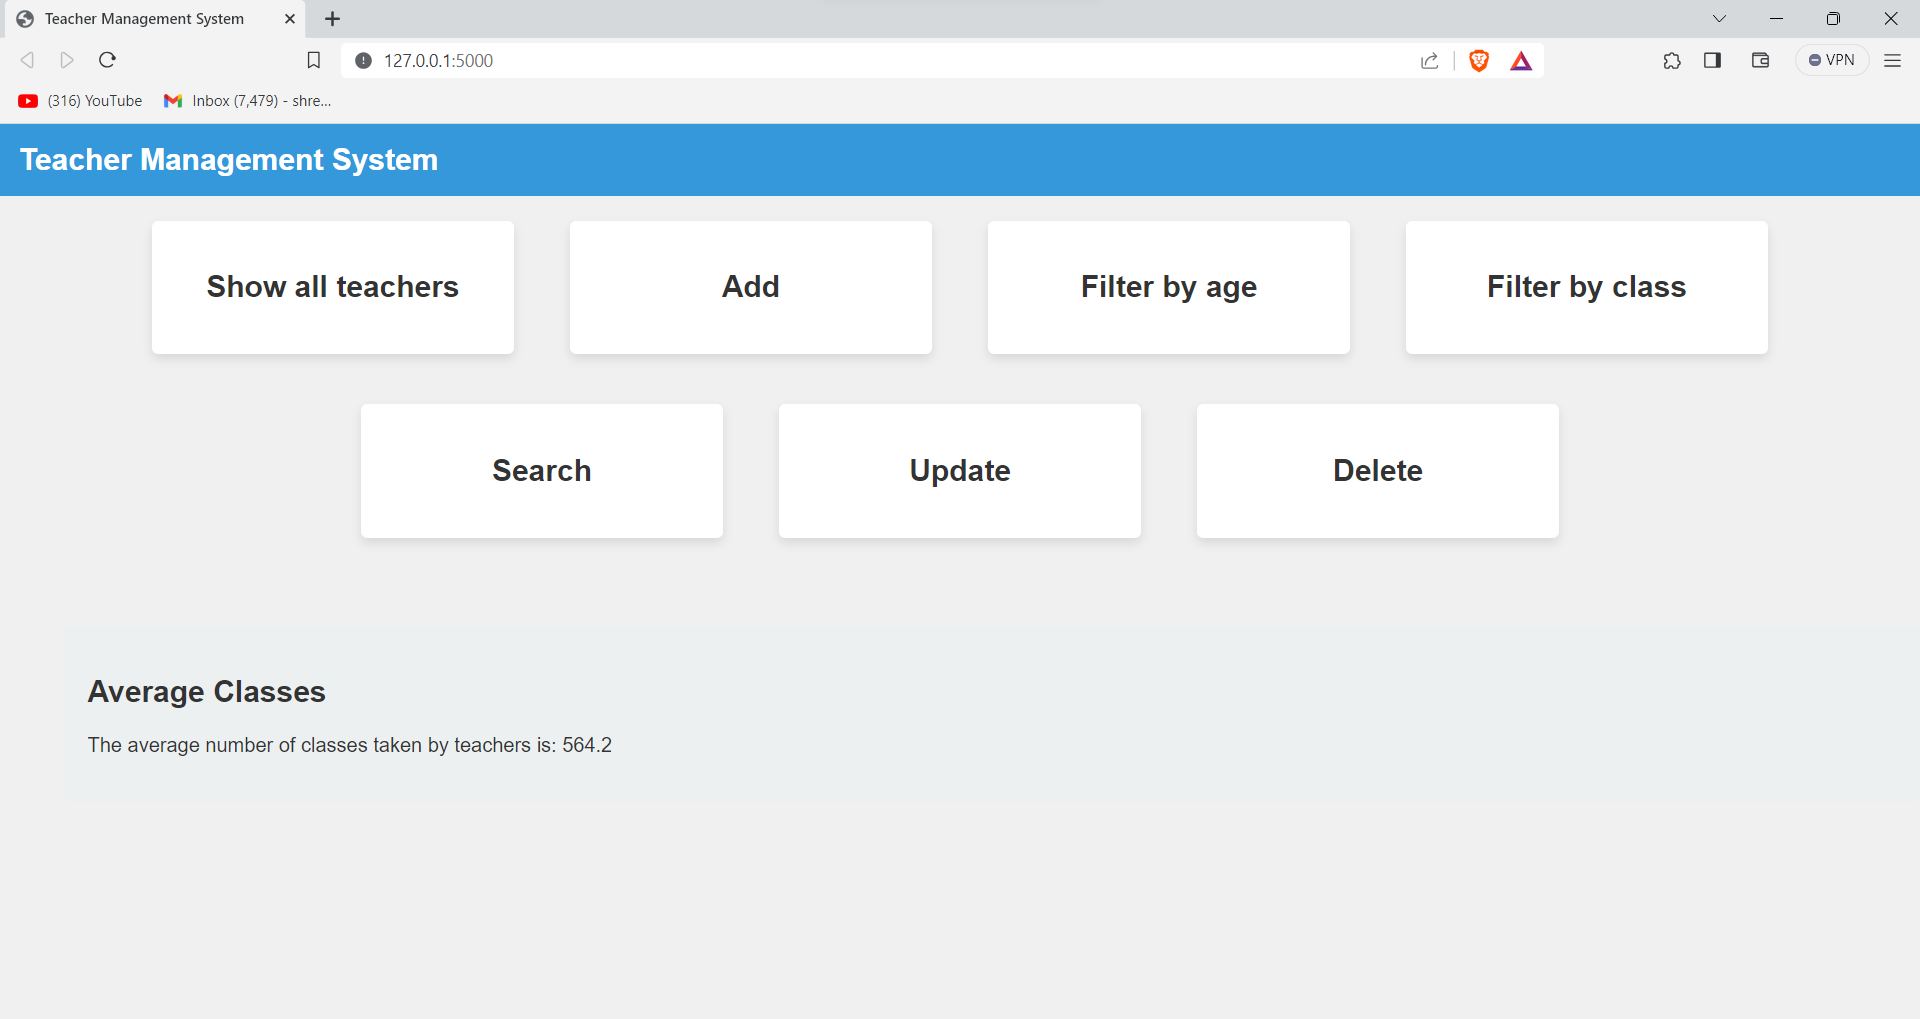 Teacher Management System
127.0.0.1:5000
VPN
(316) YouTube
Inbox (7,479) - shre...
Teacher Management System
Show all teachers
Add
Filter by age
Filter by class
Search
Update
Delete
Average Classes
The average number of classes taken by teachers is: 564.2